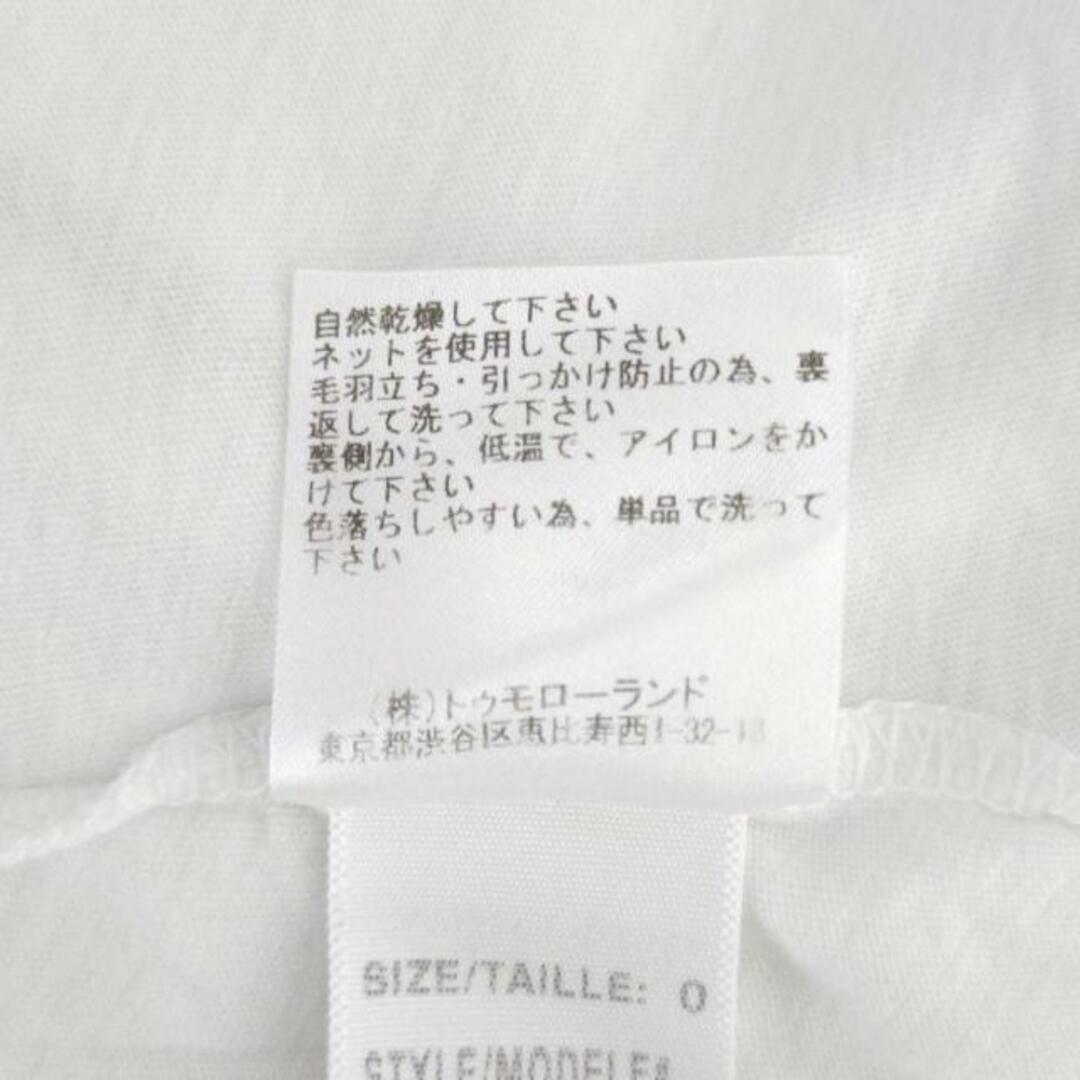 自然乾燥して下さい
ネットを使用して下さい
毛羽立ち・引っかけ防止の為、裏
返して洗って下さい
裏側から、低温で、アイロンをか
けて下さい
色落ちしやすい為、単品で洗って
下さい
(株)トゥモローランド
東京都渋谷区恵比寿西1-32-18
SIZE/TAILLE: 0
STYLE/MODELE#